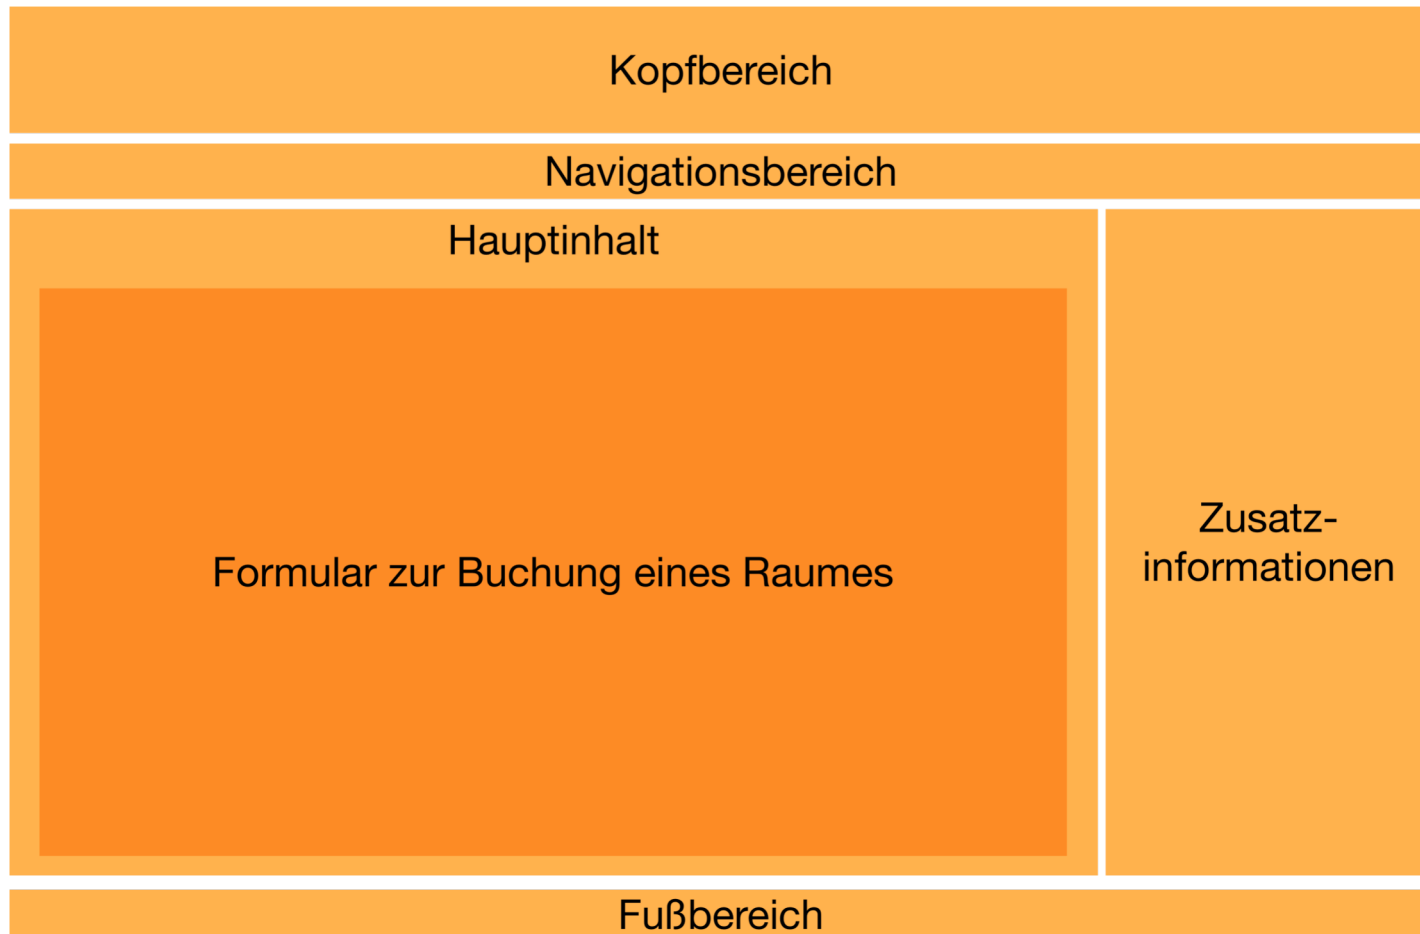 Kopfbereich
Navigationsbereich
Hauptinhalt
Formular zur Buchung eines Raumes
Zusatz-
informationen
Fußbereich